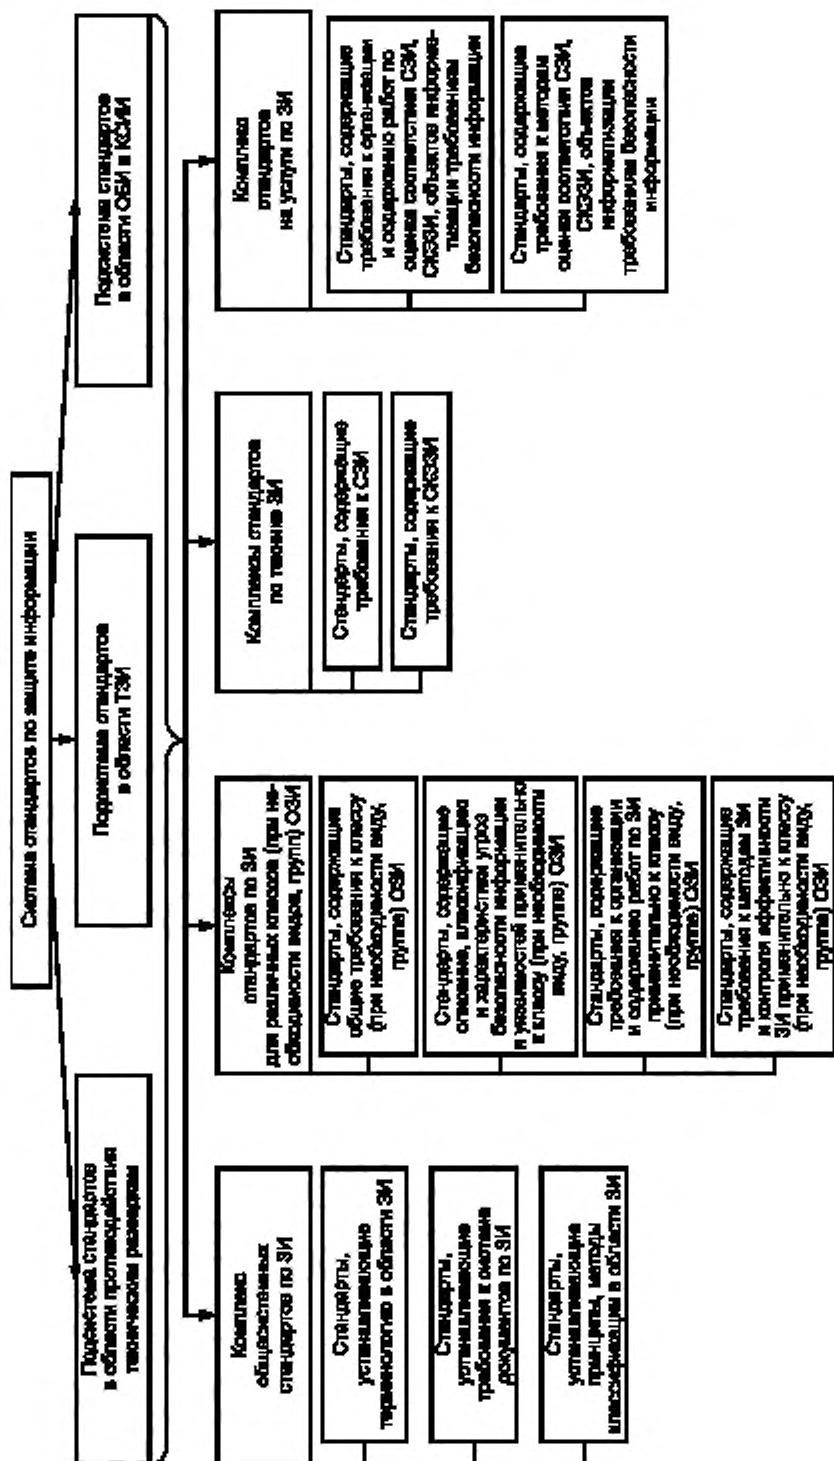 Система стандартов по защите информации
Подсистема стандартов
в области противодействия
техническим разведкам
Подсистема стандартов
в области ТЗИ
Подсистема стандартов
в области ОБИ в КСИИ
Комплекс
общесистемных
стандартов по ЗИ
Стандарты,
устанавливающие
терминологию в области ЗИ
Стандарты,
устанавливающие
требования к системе
документов по ЗИ
Стандарты,
устанавливающие
принципы, методы
классификации в области ЗИ
Комплексы
стандартов по ЗИ
для различных классов (при не-
обходимости видов, групп) ОЗИ
Стандарты, содержащие
общие требования к классу
(при необходимости виду,
группе) ОЗИ
Стандарты, содержащие
описание, классификацию
и характеристики угроз
безопасности информации
и уязвимостей применительно
к классу (при необходимости
виду, группе) ОЗИ
Стандарты, содержащие
требования к организации
и содержанию работ по ЗИ
применительно к классу
(при необходимости виду,
группе) ОЗИ
Стандарты, содержащие
требования к методам ЗИ
и контроля эффективности
ЗИ применительно к классу
(при необходимости виду,
группе) ОЗИ
Комплексы стандартов
по технике ЗИ
Стандарты, содержащие
требования к СЗИ
Стандарты, содержащие
требования к СКЭЗИ
Комплекс
стандартов
на услуги по ЗИ
Стандарты, содержащие
требования к организации
и содержанию работ по
оценке соответствия СЗИ,
СКЭЗИ, объектов информа-
тизации требованиям
безопасности информации
Стандарты, содержащие
требования к методам
оценки соответствия СЗИ,
СКЭЗИ, объектов
информатизации
требованиям безопасности
информации